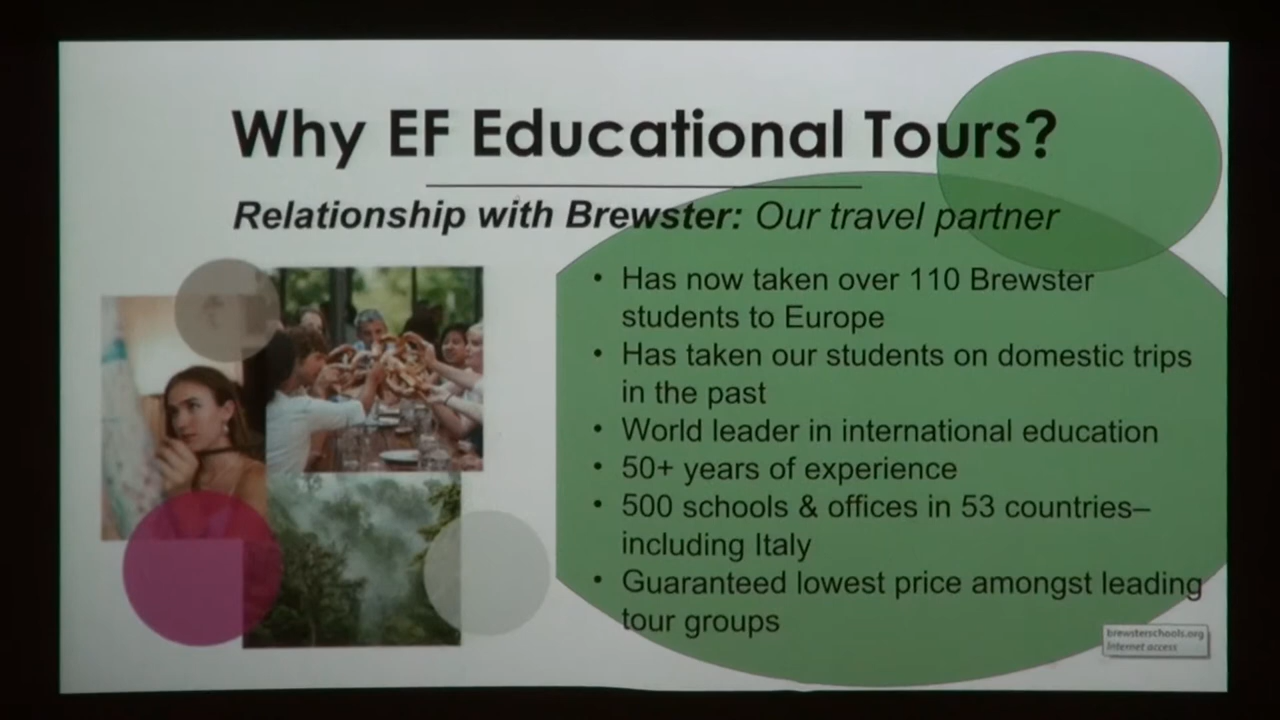 Why EF Educational Tours?
Relationship with Brewster: Our travel partner
• Has now taken over 110 Brewster
students to Europe
• Has taken our students on domestic trips
in the past
• World leader in international education
• 50+ years of experience
• 500 schools & offices in 53 countries–
including Italy
• Guaranteed lowest price amongst leading
tour groups
brewsterschools.org
Internet access